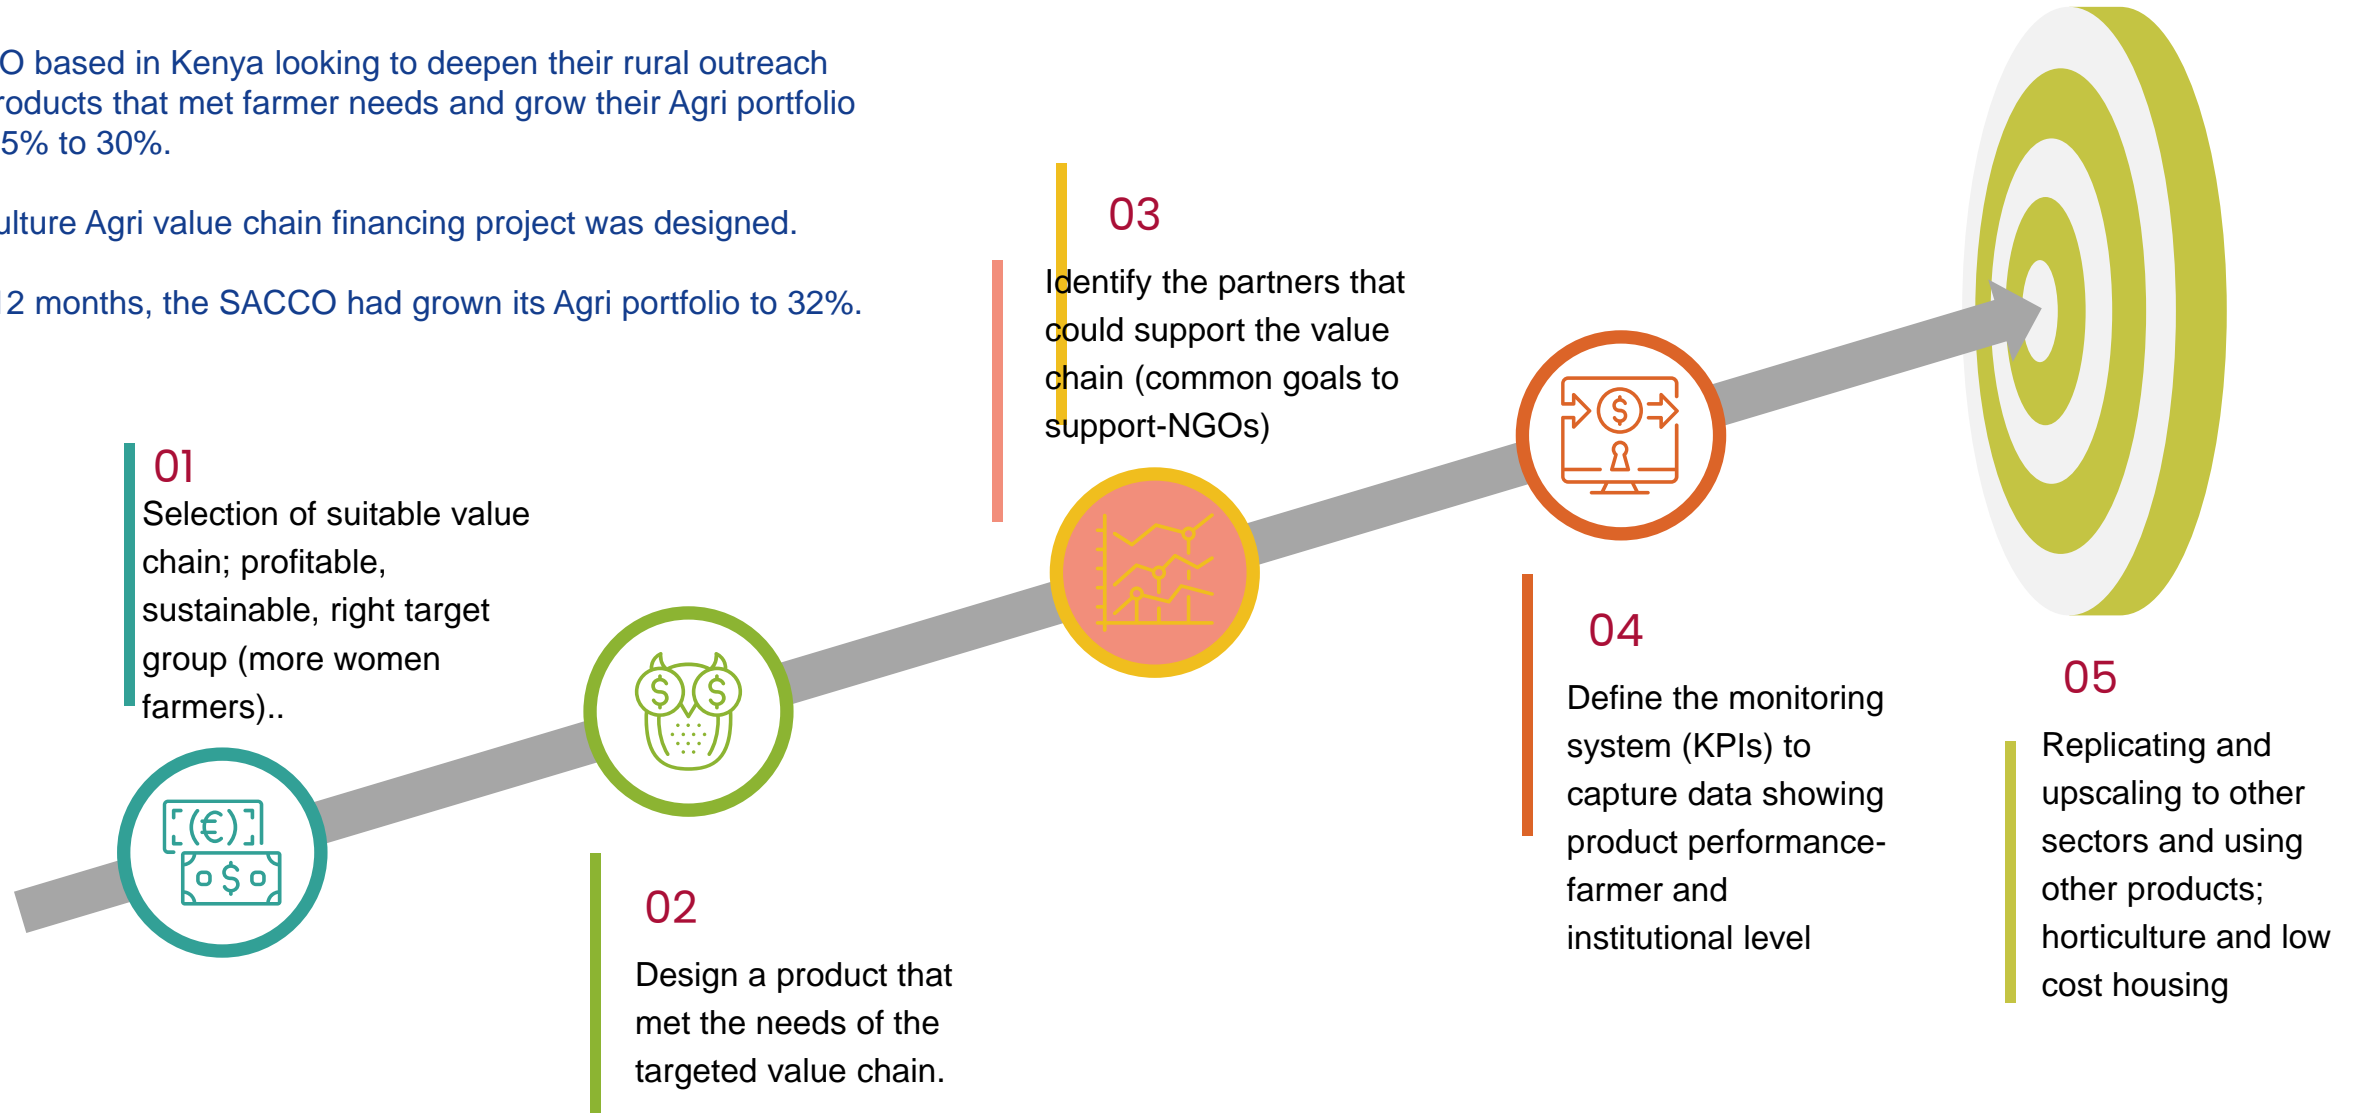 O based in Kenya looking to deepen their rural outreach
roducts that met farmer needs and grow their Agri portfolio
5% to 30%.
ulture Agri value chain financing project was designed.
12 months, the SACCO had grown its Agri portfolio to 32%.
01
Selection of suitable value
chain; profitable,
sustainable, right target
group (more women
farmers)..
02
Design a product that
met the needs of the
targeted value chain.
03
Identify the partners that
could support the value
chain (common goals to
support-NGOs)
04
Define the monitoring
system (KPIs) to
capture data showing
product performance-
farmer and
institutional level
05
Replicating and
upscaling to other
sectors and using
other products;
horticulture and low
cost housing